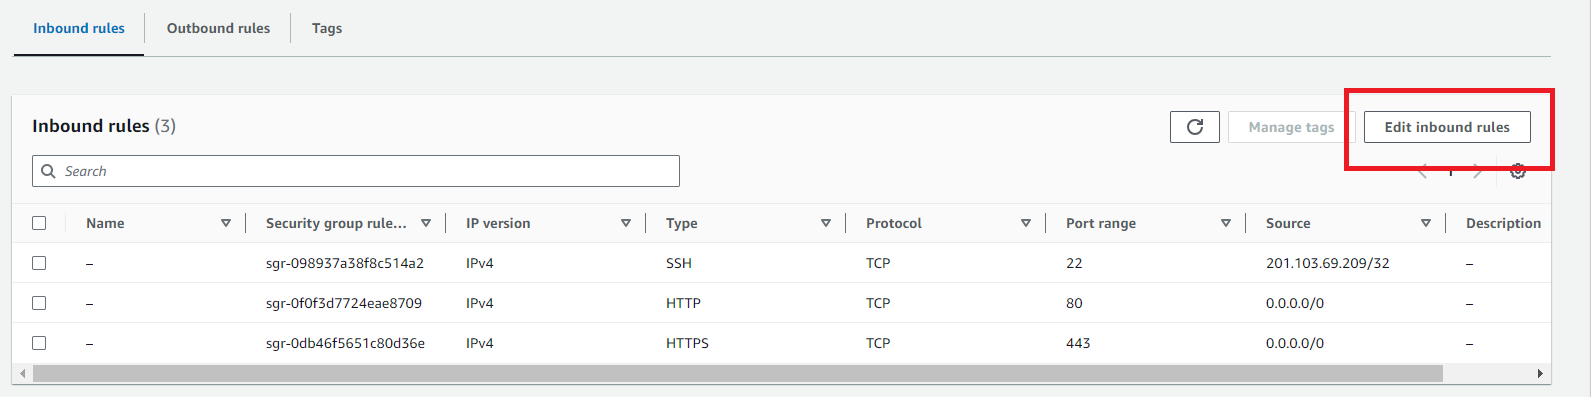 Inbound rules Outbound rules Tags
Inbound rules (3)
Manage tags Edit inbound rules
Search
1
Name Security group rule... IP version Type Protocol Port range Source Description
– sgr-098937a38f8c514a2 IPv4 SSH TCP 22 201.103.69.209/32 –
– sgr-0f0f3d7724eae8709 IPv4 HTTP TCP 80 0.0.0.0/0 –
– sgr-0db46f5651c80d36e IPv4 HTTPS TCP 443 0.0.0.0/0 –